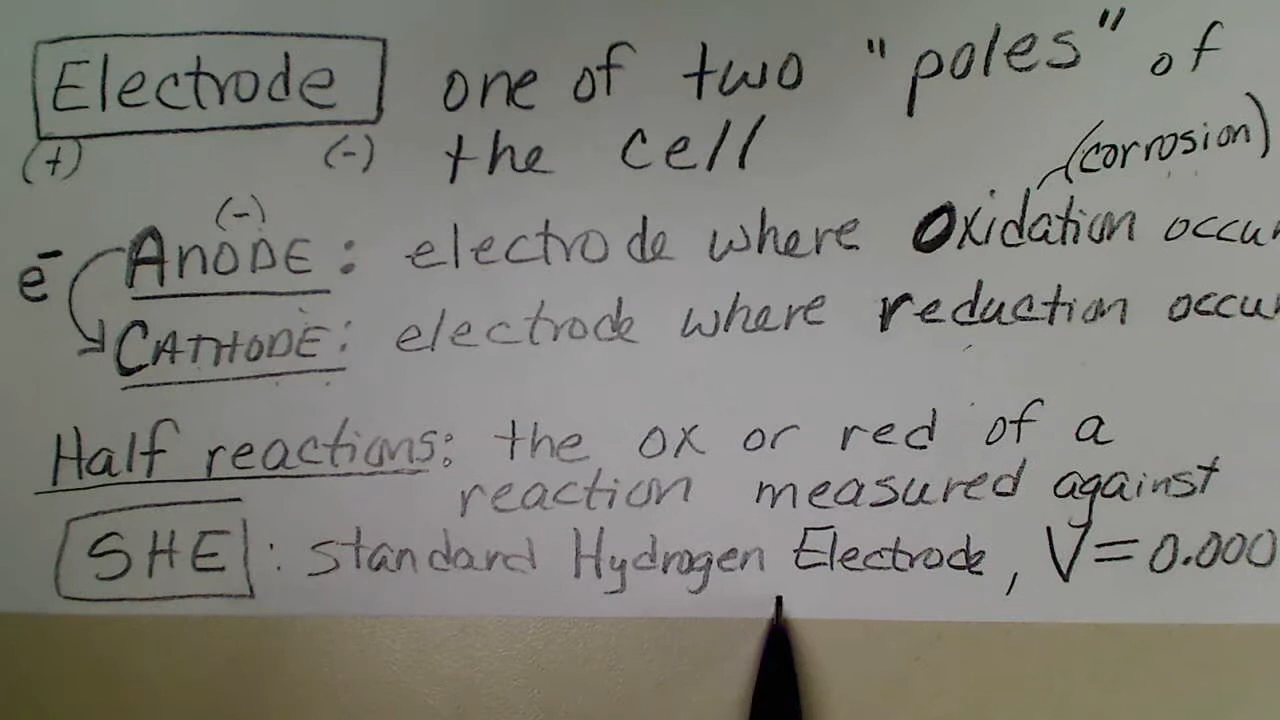 Electrode one of two "poles" of
(+) (-) the cell
(corrosion)
(-)
e⁻ ANODE: electrode where Oxidation occu
CATHODE: electrode where reduction occu
Half reactions: the ox or red of a
reaction measured against
SHE: Standard Hydrogen Electrode, V=0.000